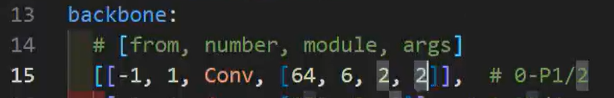 13 backbone:
14 # [from, number, module, args]
15 [[-1, 1, Conv, [64, 6, 2, 2]], # 0-P1/2